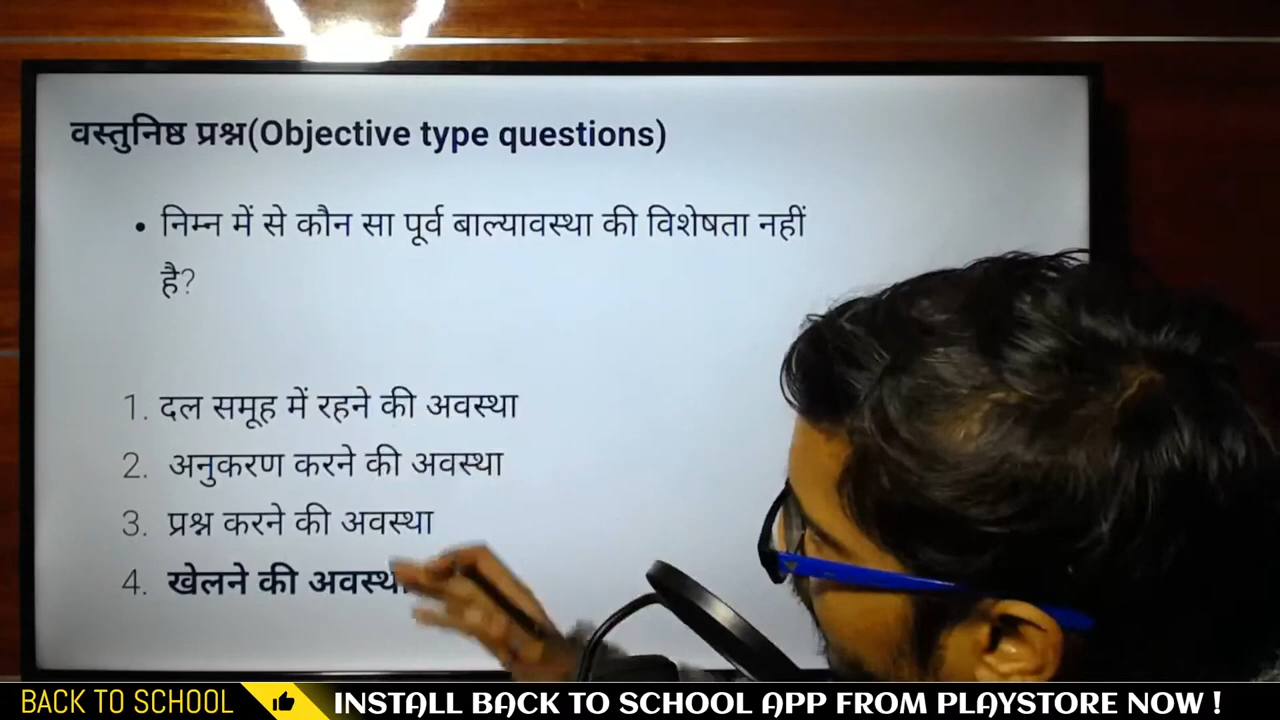 वस्तुनिष्ठ प्रश्न(Objective type questions)
• निम्न में से कौन सा पूर्व बाल्यावस्था की विशेषता नहीं
है?
1. दल समूह में रहने की अवस्था
2. अनुकरण करने की अवस्था
3. प्रश्न करने की अवस्था
4. खेलने की अवस्था
BACK TO SCHOOL INSTALL BACK TO SCHOOL APP FROM PLAYSTORE NOW !